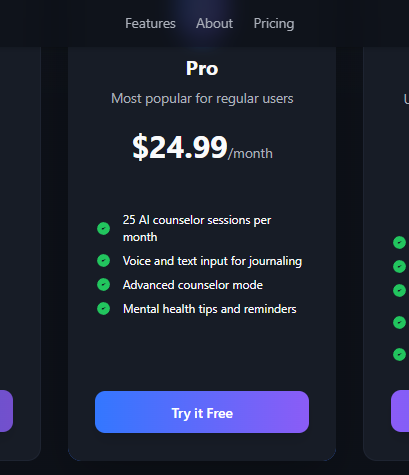 Features About Pricing
Pro
Most popular for regular users
$24.99/month
25 AI counselor sessions per
month
Voice and text input for journaling
Advanced counselor mode
Mental health tips and reminders
Try it Free